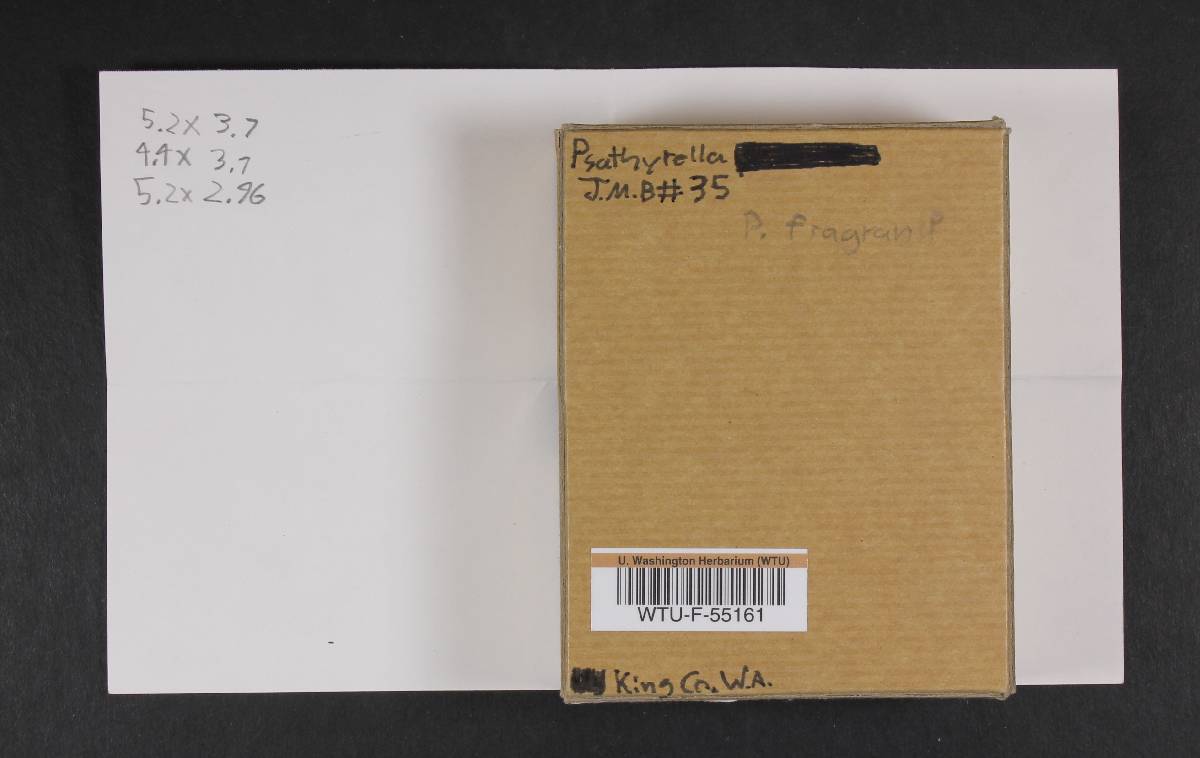 5.2x 3.7
4.4x 3.7
5.2x 2.96
Psathyrella
J.M.B#35
P. fragran
U. Washington Herbarium (WTU)
WTU-F-55161
King Co. W.A.